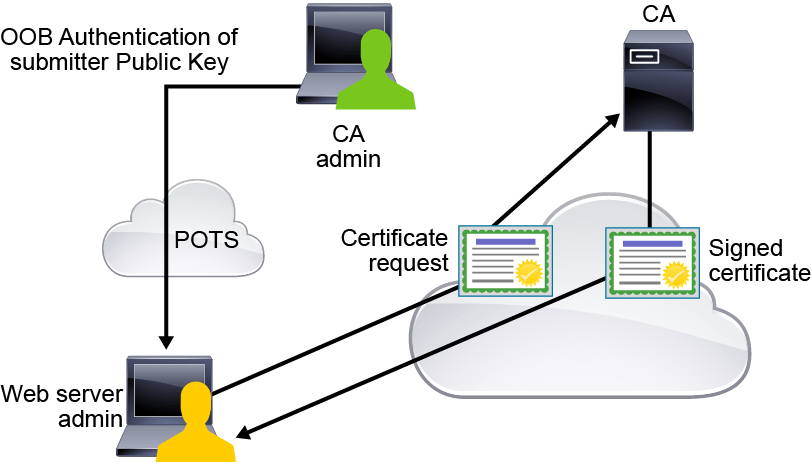 OOB Authentication of
submitter Public Key
CA
admin
CA
POTS
Certificate
request
Signed
certificate
Web server
admin